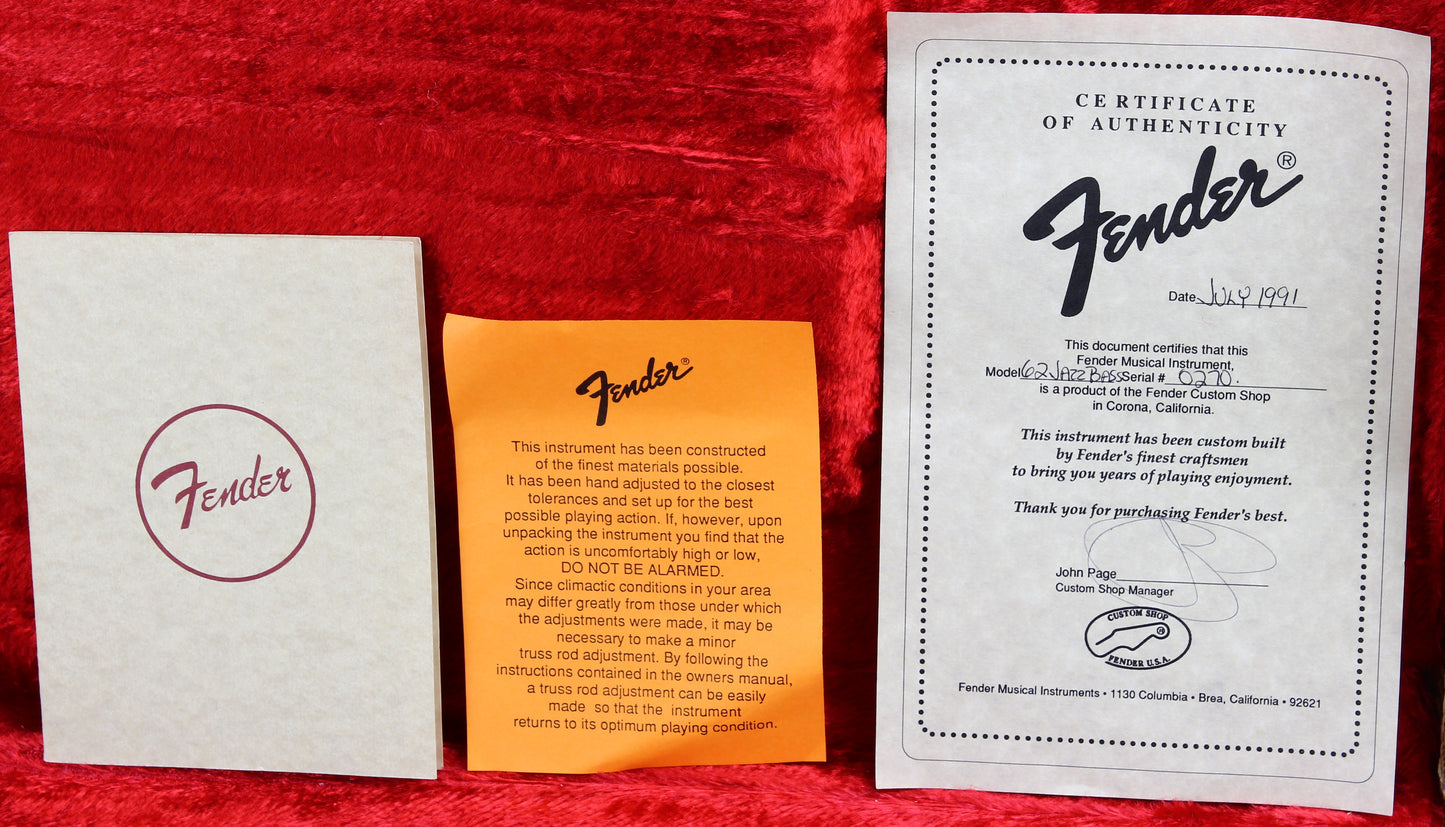 Fender
Fender®
This instrument has been constructed
of the finest materials possible.
It has been hand adjusted to the closest
tolerances and set up for the best
possible playing action. If, however, upon
unpacking the instrument you find that the
action is uncomfortably high or low,
DO NOT BE ALARMED.
Since climactic conditions in your area
may differ greatly from those under which
the adjustments were made, it may be
necessary to make a minor
truss rod adjustment. By following the
instructions contained in the owners manual,
a truss rod adjustment can be easily
made so that the instrument
returns to its optimum playing condition.
CERTIFICATE
OF AUTHENTICITY
Fender®
Date JULY 1991
This document certifies that this
Fender Musical Instrument,
Model 62 JAZZ BASS Serial # 0270.
is a product of the Fender Custom Shop
in Corona, California.
This instrument has been custom built
by Fender's finest craftsmen
to bring you years of playing enjoyment.
Thank you for purchasing Fender's best.
John Page
Custom Shop Manager
CUSTOM SHOP
®
FENDER U.S.A.
Fender Musical Instruments • 1130 Columbia • Brea, California • 92621